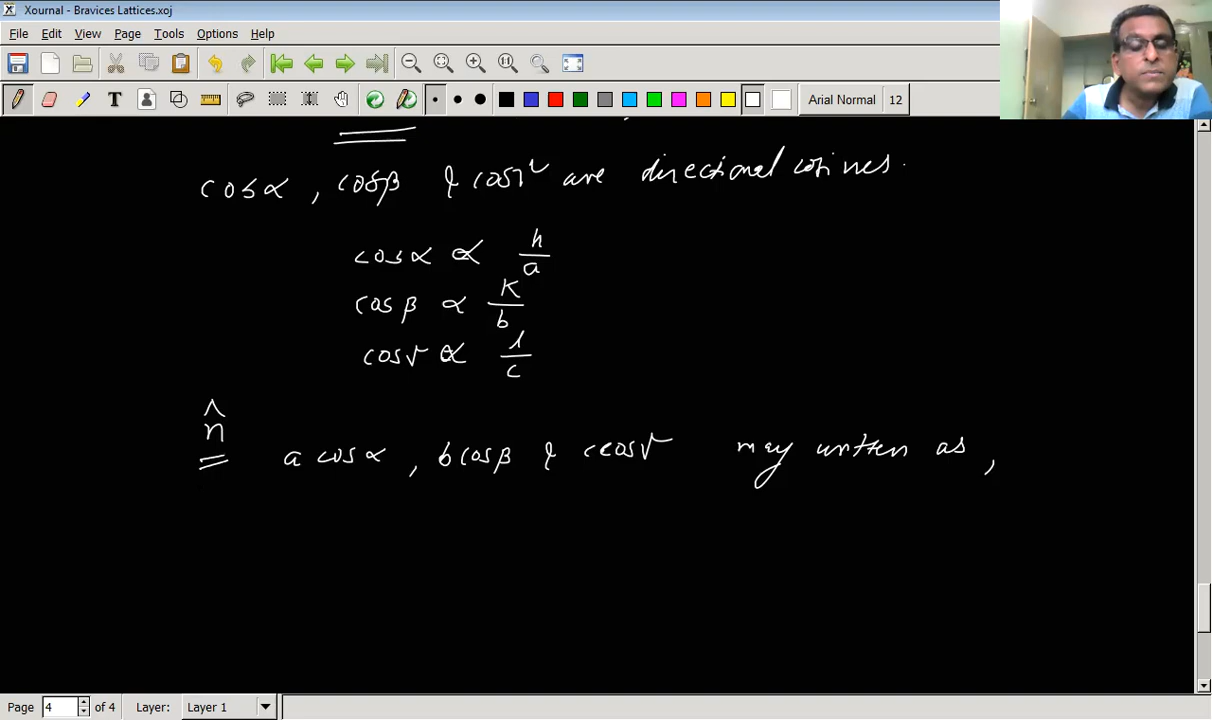 Xournal - Bravices Lattices.xoj
File Edit View Page Tools Options Help
Arial Normal 12
cosα , cosβ & cosγ are directional cosines.
cosα ∝ h/a
cosβ ∝ K/b
cosγ ∝ l/c
n̂ a cosα , b cosβ & c cosγ may written as ,
Page 4 of 4 Layer: Layer 1